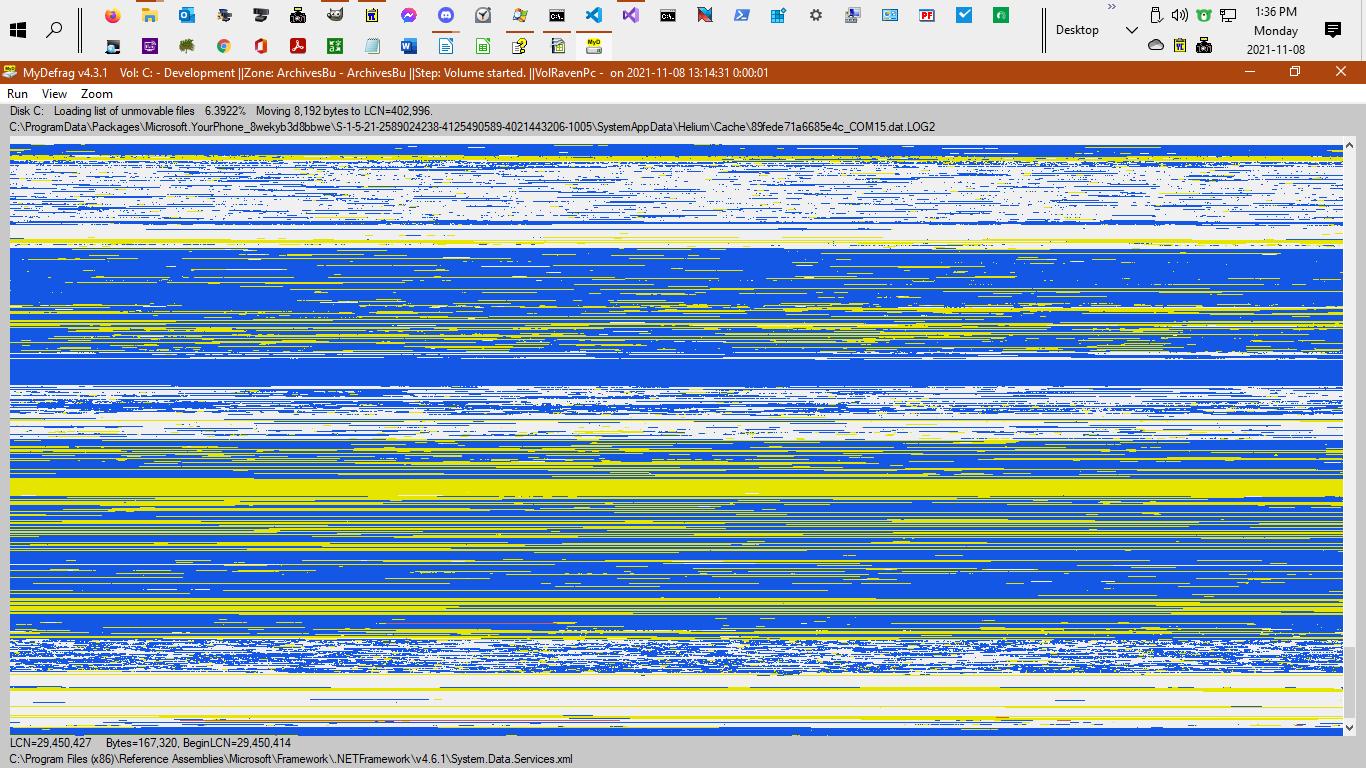 1:36 PM
Desktop
Monday
2021-11-08
MyDefrag v4.3.1 Vol: C: - Development ||Zone: ArchivesBu - ArchivesBu ||Step: Volume started. ||VolRavenPc - on 2021-11-08 13:14:31 0:00:01
Run View Zoom
Disk C: Loading list of unmovable files 6.3922% Moving 8,192 bytes to LCN=402,996.
C:\ProgramData\Packages\Microsoft.YourPhone_8wekyb3d8bbwe\S-1-5-21-2589024238-4125490589-4021443206-1005\SystemAppData\Helium\Cache\89fede71a6685e4c_COM15.dat.LOG2
LCN=29,450,427 Bytes=167,320, BeginLCN=29,450,414
C:\Program Files (x86)\Reference Assemblies\Microsoft\Framework\.NETFramework\v4.6.1\System.Data.Services.xml